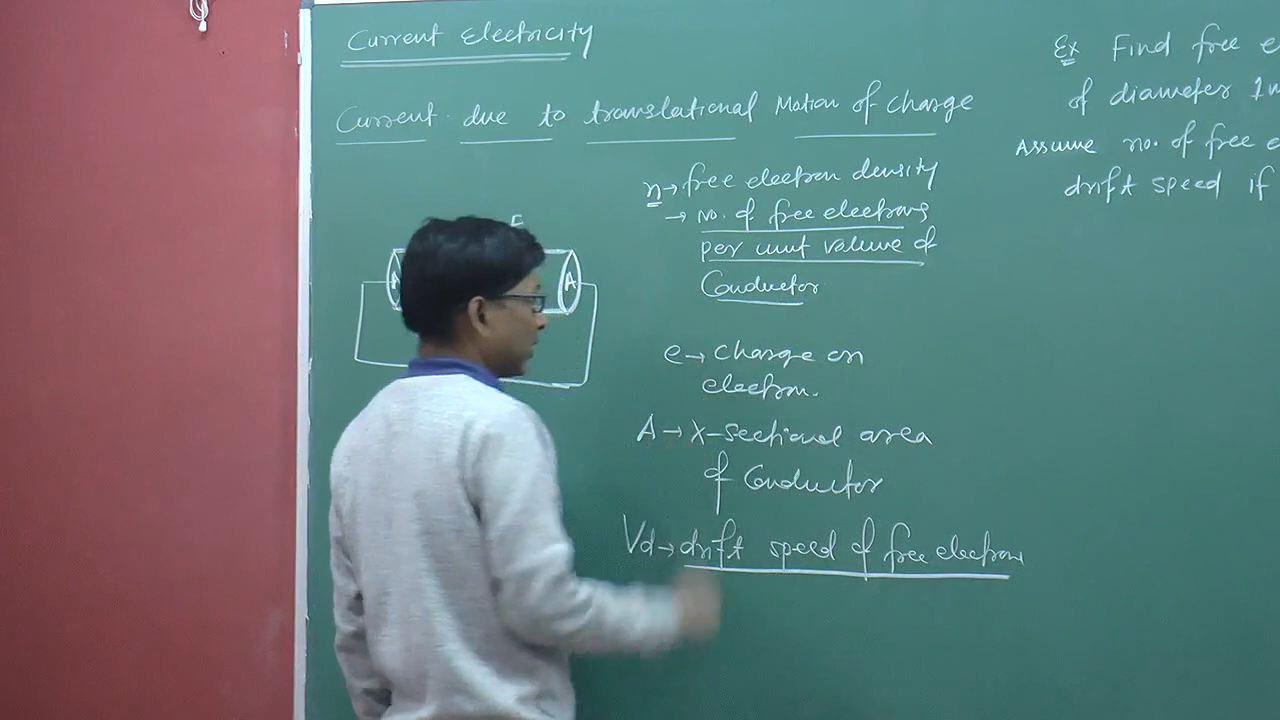 Current Electricity
Current due to translational Motion of Charge
n → free electron density
→ No. of free electrons
per unit volume of
Conductor
A
A
e → Charge on
electron.
A → X-sectional area
of Conductor
Vd → drift speed of free electrons
Ex Find free e
of diameter 1
Assume no. of free e
drift speed if